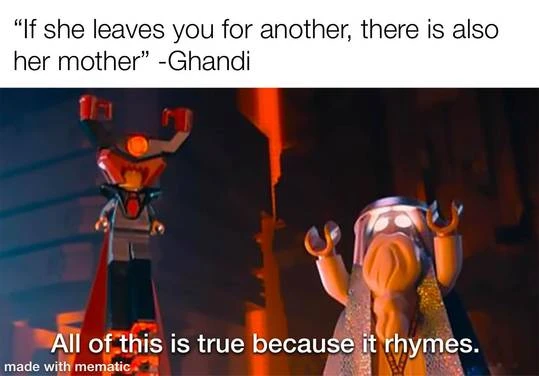 “If she leaves you for another, there is also
her mother” -Ghandi
All of this is true because it rhymes.
made with mematic